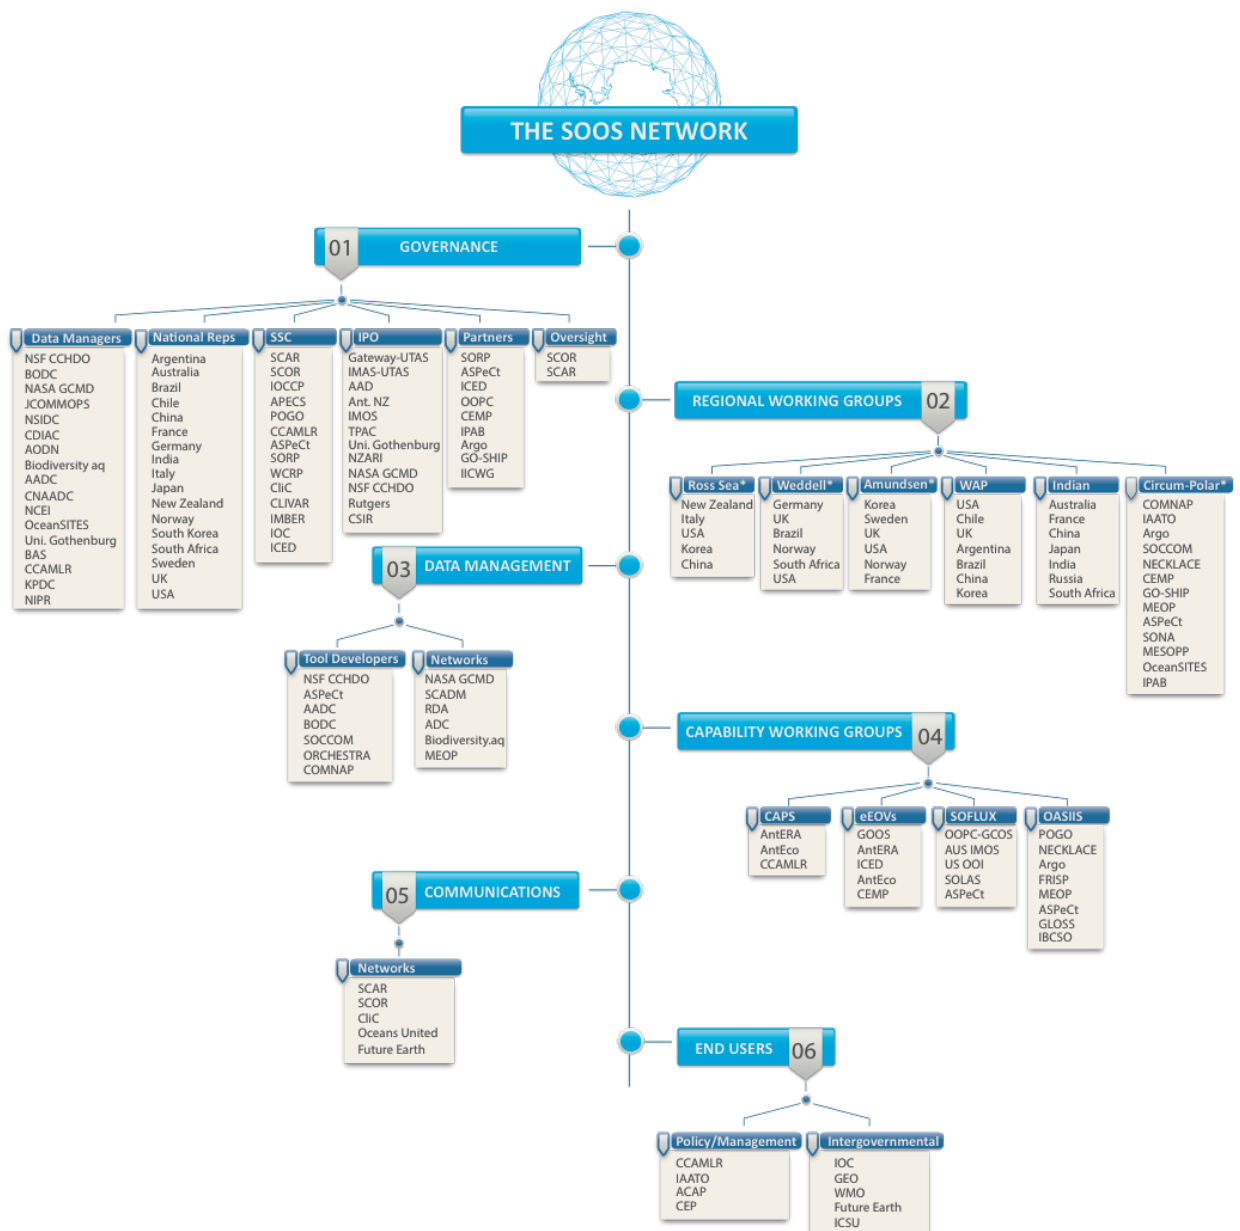 THE SOOS NETWORK
01
GOVERNANCE
Data Managers
NSF CCHDO
BODC
NASA GCMD
JCOMMOPS
NSIDC
CDIAC
AODN
Biodiversity aq
AADC
CNAADC
NCEI
OceanSITES
Uni. Gothenburg
BAS
CCAMLR
KPDC
NIPR
National Reps
Argentina
Australia
Brazil
Chile
China
France
Germany
India
Italy
Japan
New Zealand
Norway
South Korea
South Africa
Sweden
UK
USA
SSC
SCAR
SCOR
IOCCP
APECS
POGO
CCAMLR
ASPeCt
SORP
WCRP
CliC
CLIVAR
IMBER
IOC
ICED
IPO
Gateway-UTAS
IMAS-UTAS
AAD
Ant. NZ
IMOS
TPAC
Uni. Gothenburg
NZARI
NASA GCMD
NSF CCHDO
Rutgers
CSIR
Partners
SORP
ASPeCt
ICED
OOPC
CEMP
IPAB
Argo
GO-SHIP
IICWG
Oversight
SCOR
SCAR
REGIONAL WORKING GROUPS
02
Ross Sea*
New Zealand
Italy
USA
Korea
China
Weddell*
Germany
UK
Brazil
Norway
South Africa
USA
Amundsen*
Korea
Sweden
UK
USA
Norway
France
WAP
USA
Chile
UK
Argentina
Brazil
China
Korea
Indian
Australia
France
China
Japan
India
Russia
South Africa
Circum-Polar*
COMNAP
IAATO
Argo
SOCCOM
NECKLACE
CEMP
GO-SHIP
MEOP
ASPeCt
SONA
MESOPP
OceanSITES
IPAB
03
DATA MANAGEMENT
Tool Developers
NSF CCHDO
ASPeCt
AADC
BODC
SOCCOM
ORCHESTRA
COMNAP
Networks
NASA GCMD
SCADM
RDA
ADC
Biodiversity.aq
MEOP
CAPABILITY WORKING GROUPS
04
CAPS
AntERA
AntEco
CCAMLR
eEOVs
GOOS
AntERA
ICED
AntEco
CEMP
SOFLUX
OOPC-GCOS
AUS IMOS
US OOI
SOLAS
ASPeCt
OASIIS
POGO
NECKLACE
Argo
FRISP
MEOP
ASPeCt
GLOSS
IBCSO
05
COMMUNICATIONS
Networks
SCAR
SCOR
CliC
Oceans United
Future Earth
END USERS
06
Policy/Management
CCAMLR
IAATO
ACAP
CEP
Intergovernmental
IOC
GEO
WMO
Future Earth
ICSU